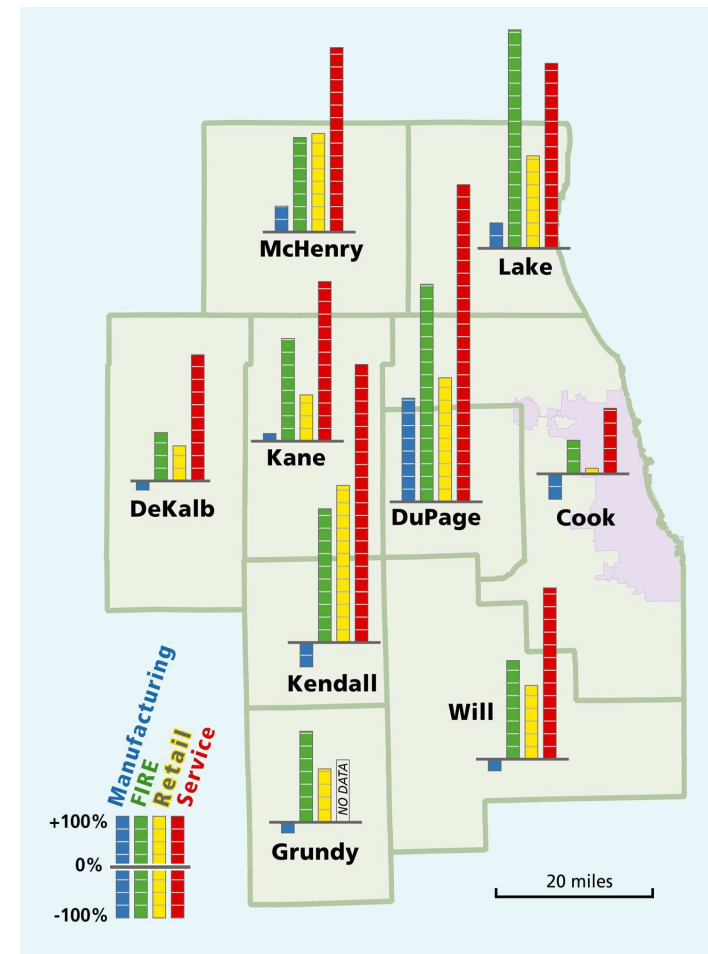 McHenry
Lake
Kane
DeKalb
DuPage
Cook
Kendall
Will
NO DATA
Grundy
Manufacturing
FIRE
Retail
Service
+100%
0%
-100%
20 miles